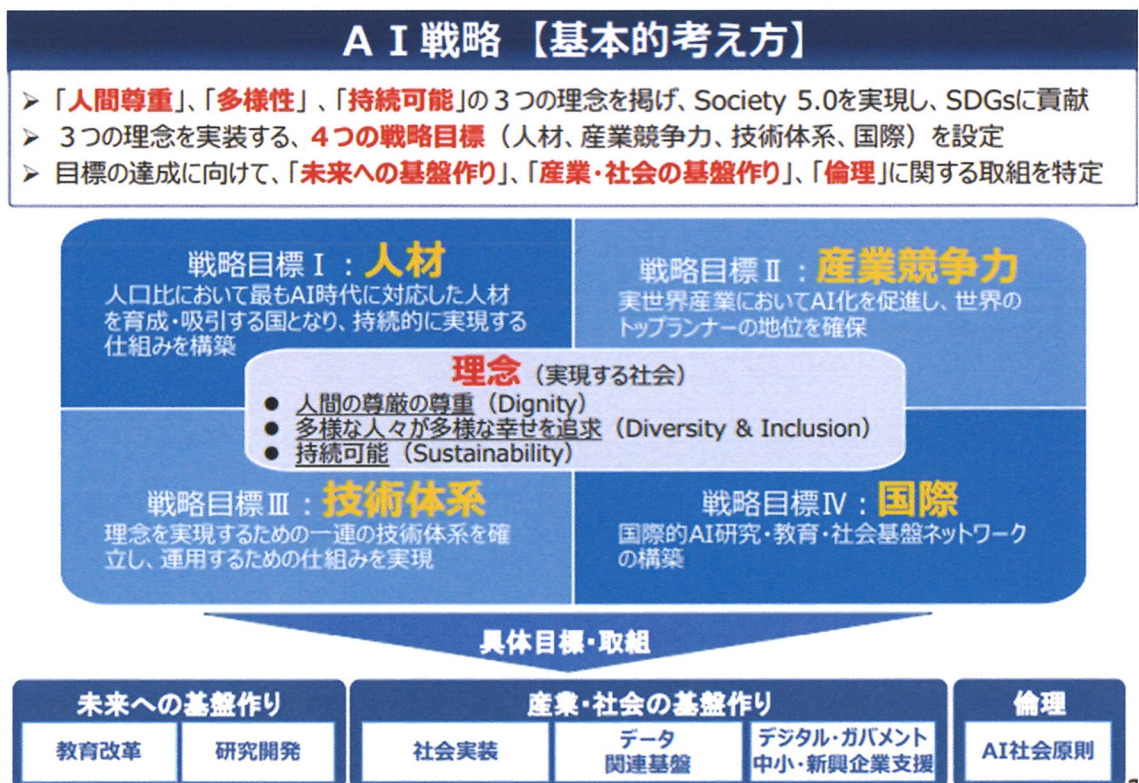 AI戦略【基本的考え方】
➢ 「人間尊重」、「多様性」、「持続可能」の3つの理念を掲げ、Society 5.0を実現し、SDGsに貢献
➢ 3つの理念を実装する、4つの戦略目標（人材、産業競争力、技術体系、国際）を設定
➢ 目標の達成に向けて、「未来への基盤作り」、「産業・社会の基盤作り」、「倫理」に関する取組を特定
戦略目標Ⅰ：人材
人口比において最もAI時代に対応した人材
を育成・吸引する国となり、持続的に実現する
仕組みを構築
戦略目標Ⅱ：産業競争力
実世界産業においてAI化を促進し、世界の
トップランナーの地位を確保
理念（実現する社会）
● 人間の尊厳の尊重（Dignity）
● 多様な人々が多様な幸せを追求（Diversity & Inclusion）
● 持続可能（Sustainability）
戦略目標Ⅲ：技術体系
理念を実現するための一連の技術体系を確
立し、運用するための仕組みを実現
戦略目標Ⅳ：国際
国際的AI研究・教育・社会基盤ネットワーク
の構築
具体目標・取組
未来への基盤作り
教育改革
研究開発
産業・社会の基盤作り
社会実装
データ
関連基盤
デジタル・ガバメント
中小・新興企業支援
倫理
AI社会原則